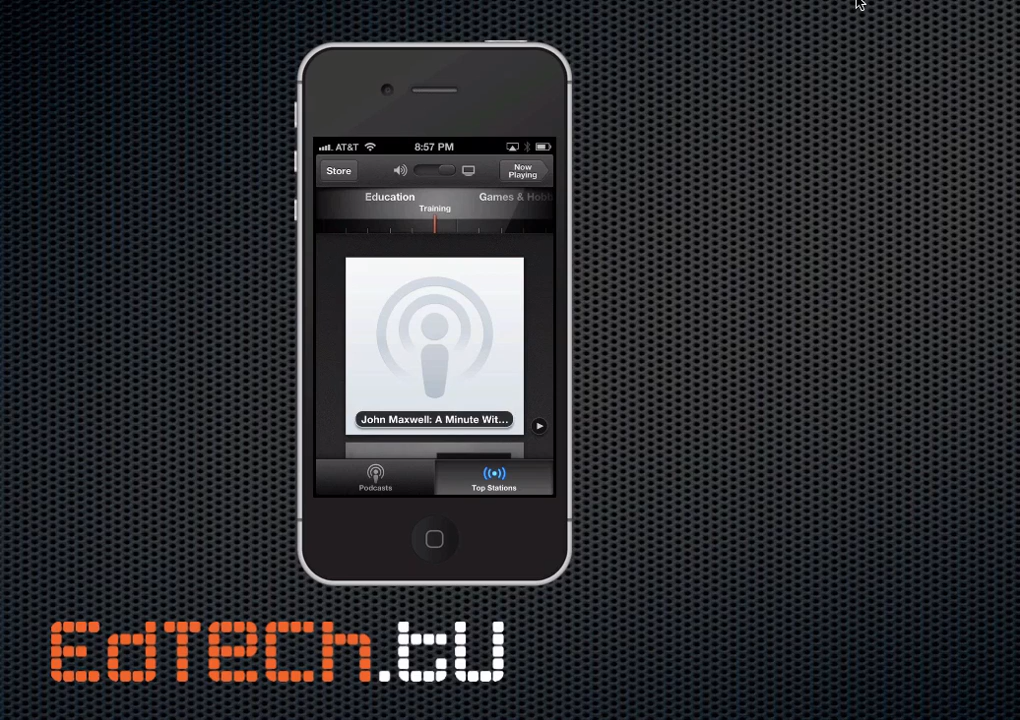 AT&T 8:57 PM
Store
Now
Playing
Education Games & Hobb
Training
John Maxwell: A Minute Wit...
Podcasts
Top Stations
EdTech.tU